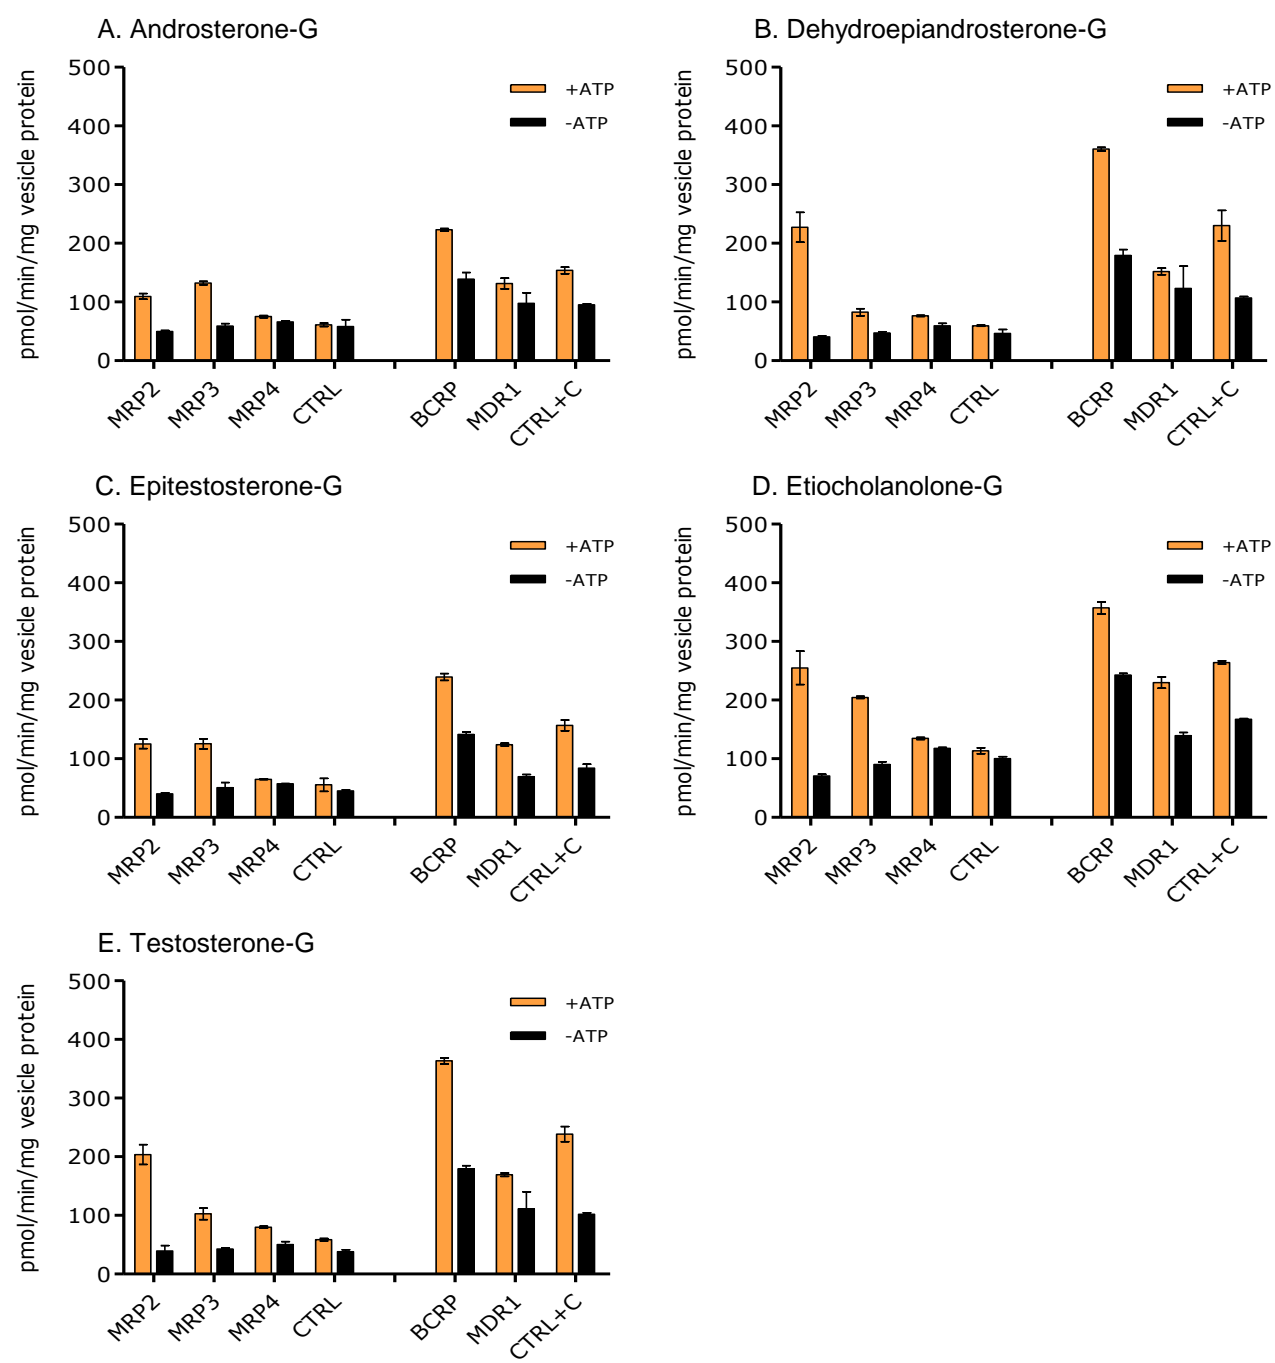 A. Androsterone-G
pmol/min/mg vesicle protein
500
400
300
200
100
0
+ATP
-ATP
MRP2 MRP3 MRP4 CTRL BCRP MDR1 CTRL+C
B. Dehydroepiandrosterone-G
pmol/min/mg vesicle protein
500
400
300
200
100
0
+ATP
-ATP
MRP2 MRP3 MRP4 CTRL BCRP MDR1 CTRL+C
C. Epitestosterone-G
pmol/min/mg vesicle protein
500
400
300
200
100
0
+ATP
-ATP
MRP2 MRP3 MRP4 CTRL BCRP MDR1 CTRL+C
D. Etiocholanolone-G
pmol/min/mg vesicle protein
500
400
300
200
100
0
+ATP
-ATP
MRP2 MRP3 MRP4 CTRL BCRP MDR1 CTRL+C
E. Testosterone-G
pmol/min/mg vesicle protein
500
400
300
200
100
0
+ATP
-ATP
MRP2 MRP3 MRP4 CTRL BCRP MDR1 CTRL+C